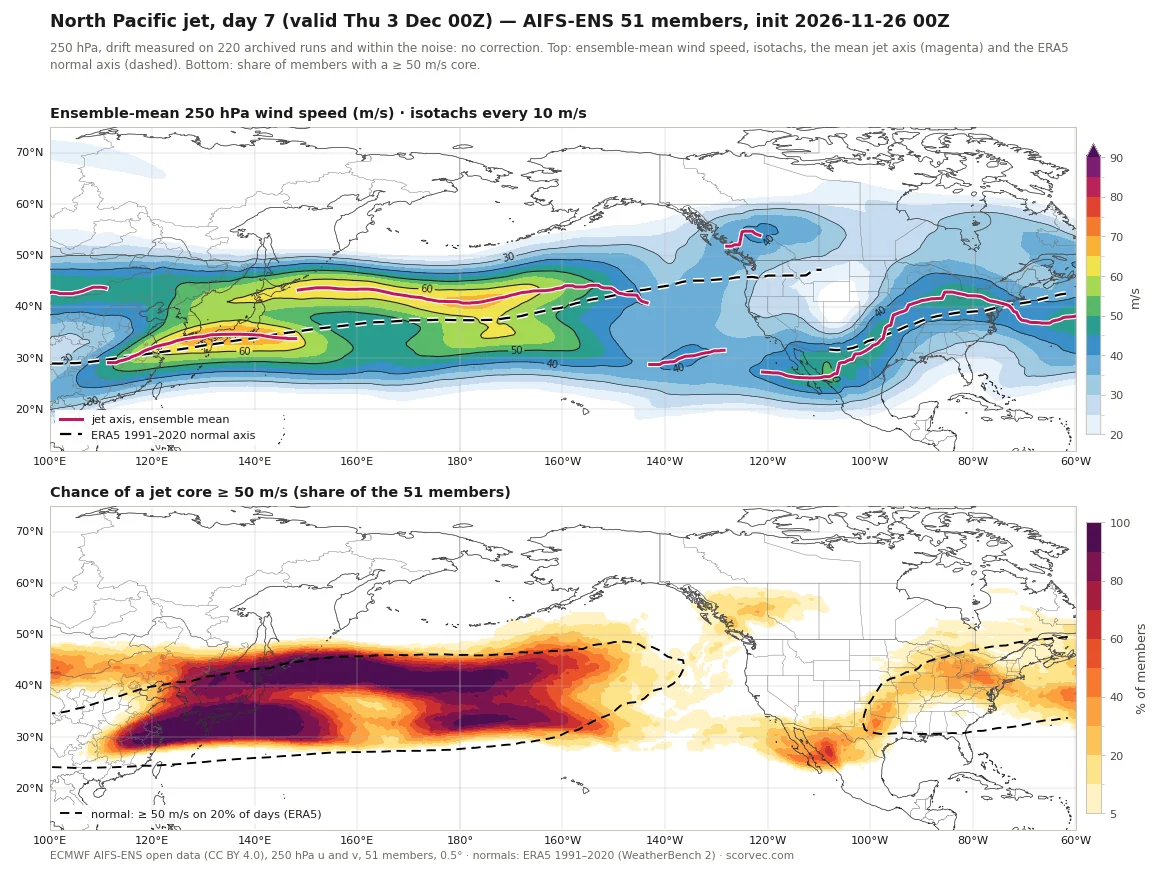 North Pacific jet, day 7 (valid Thu 3 Dec 00Z) — AIFS-ENS 51 members, init 2026-11-26 00Z
250 hPa, drift measured on 220 archived runs and within the noise: no correction. Top: ensemble-mean wind speed, isotachs, the mean jet axis (magenta) and the ERA5
normal axis (dashed). Bottom: share of members with a ≥ 50 m/s core.
Ensemble-mean 250 hPa wind speed (m/s) · isotachs every 10 m/s
70°N
60°N
50°N
40°N
30°N
20°N
30
60
40
40
60
50
40
40
30
20
jet axis, ensemble mean
ERA5 1991–2020 normal axis
100°E 120°E 140°E 160°E 180° 160°W 140°W 120°W 100°W 80°W 60°W
90
80
70
60
50
40
30
20
m/s
Chance of a jet core ≥ 50 m/s (share of the 51 members)
70°N
60°N
50°N
40°N
30°N
20°N
normal: ≥ 50 m/s on 20% of days (ERA5)
100°E 120°E 140°E 160°E 180° 160°W 140°W 120°W 100°W 80°W 60°W
100
80
60
40
20
5
% of members
ECMWF AIFS-ENS open data (CC BY 4.0), 250 hPa u and v, 51 members, 0.5° · normals: ERA5 1991–2020 (WeatherBench 2) · scorvec.com